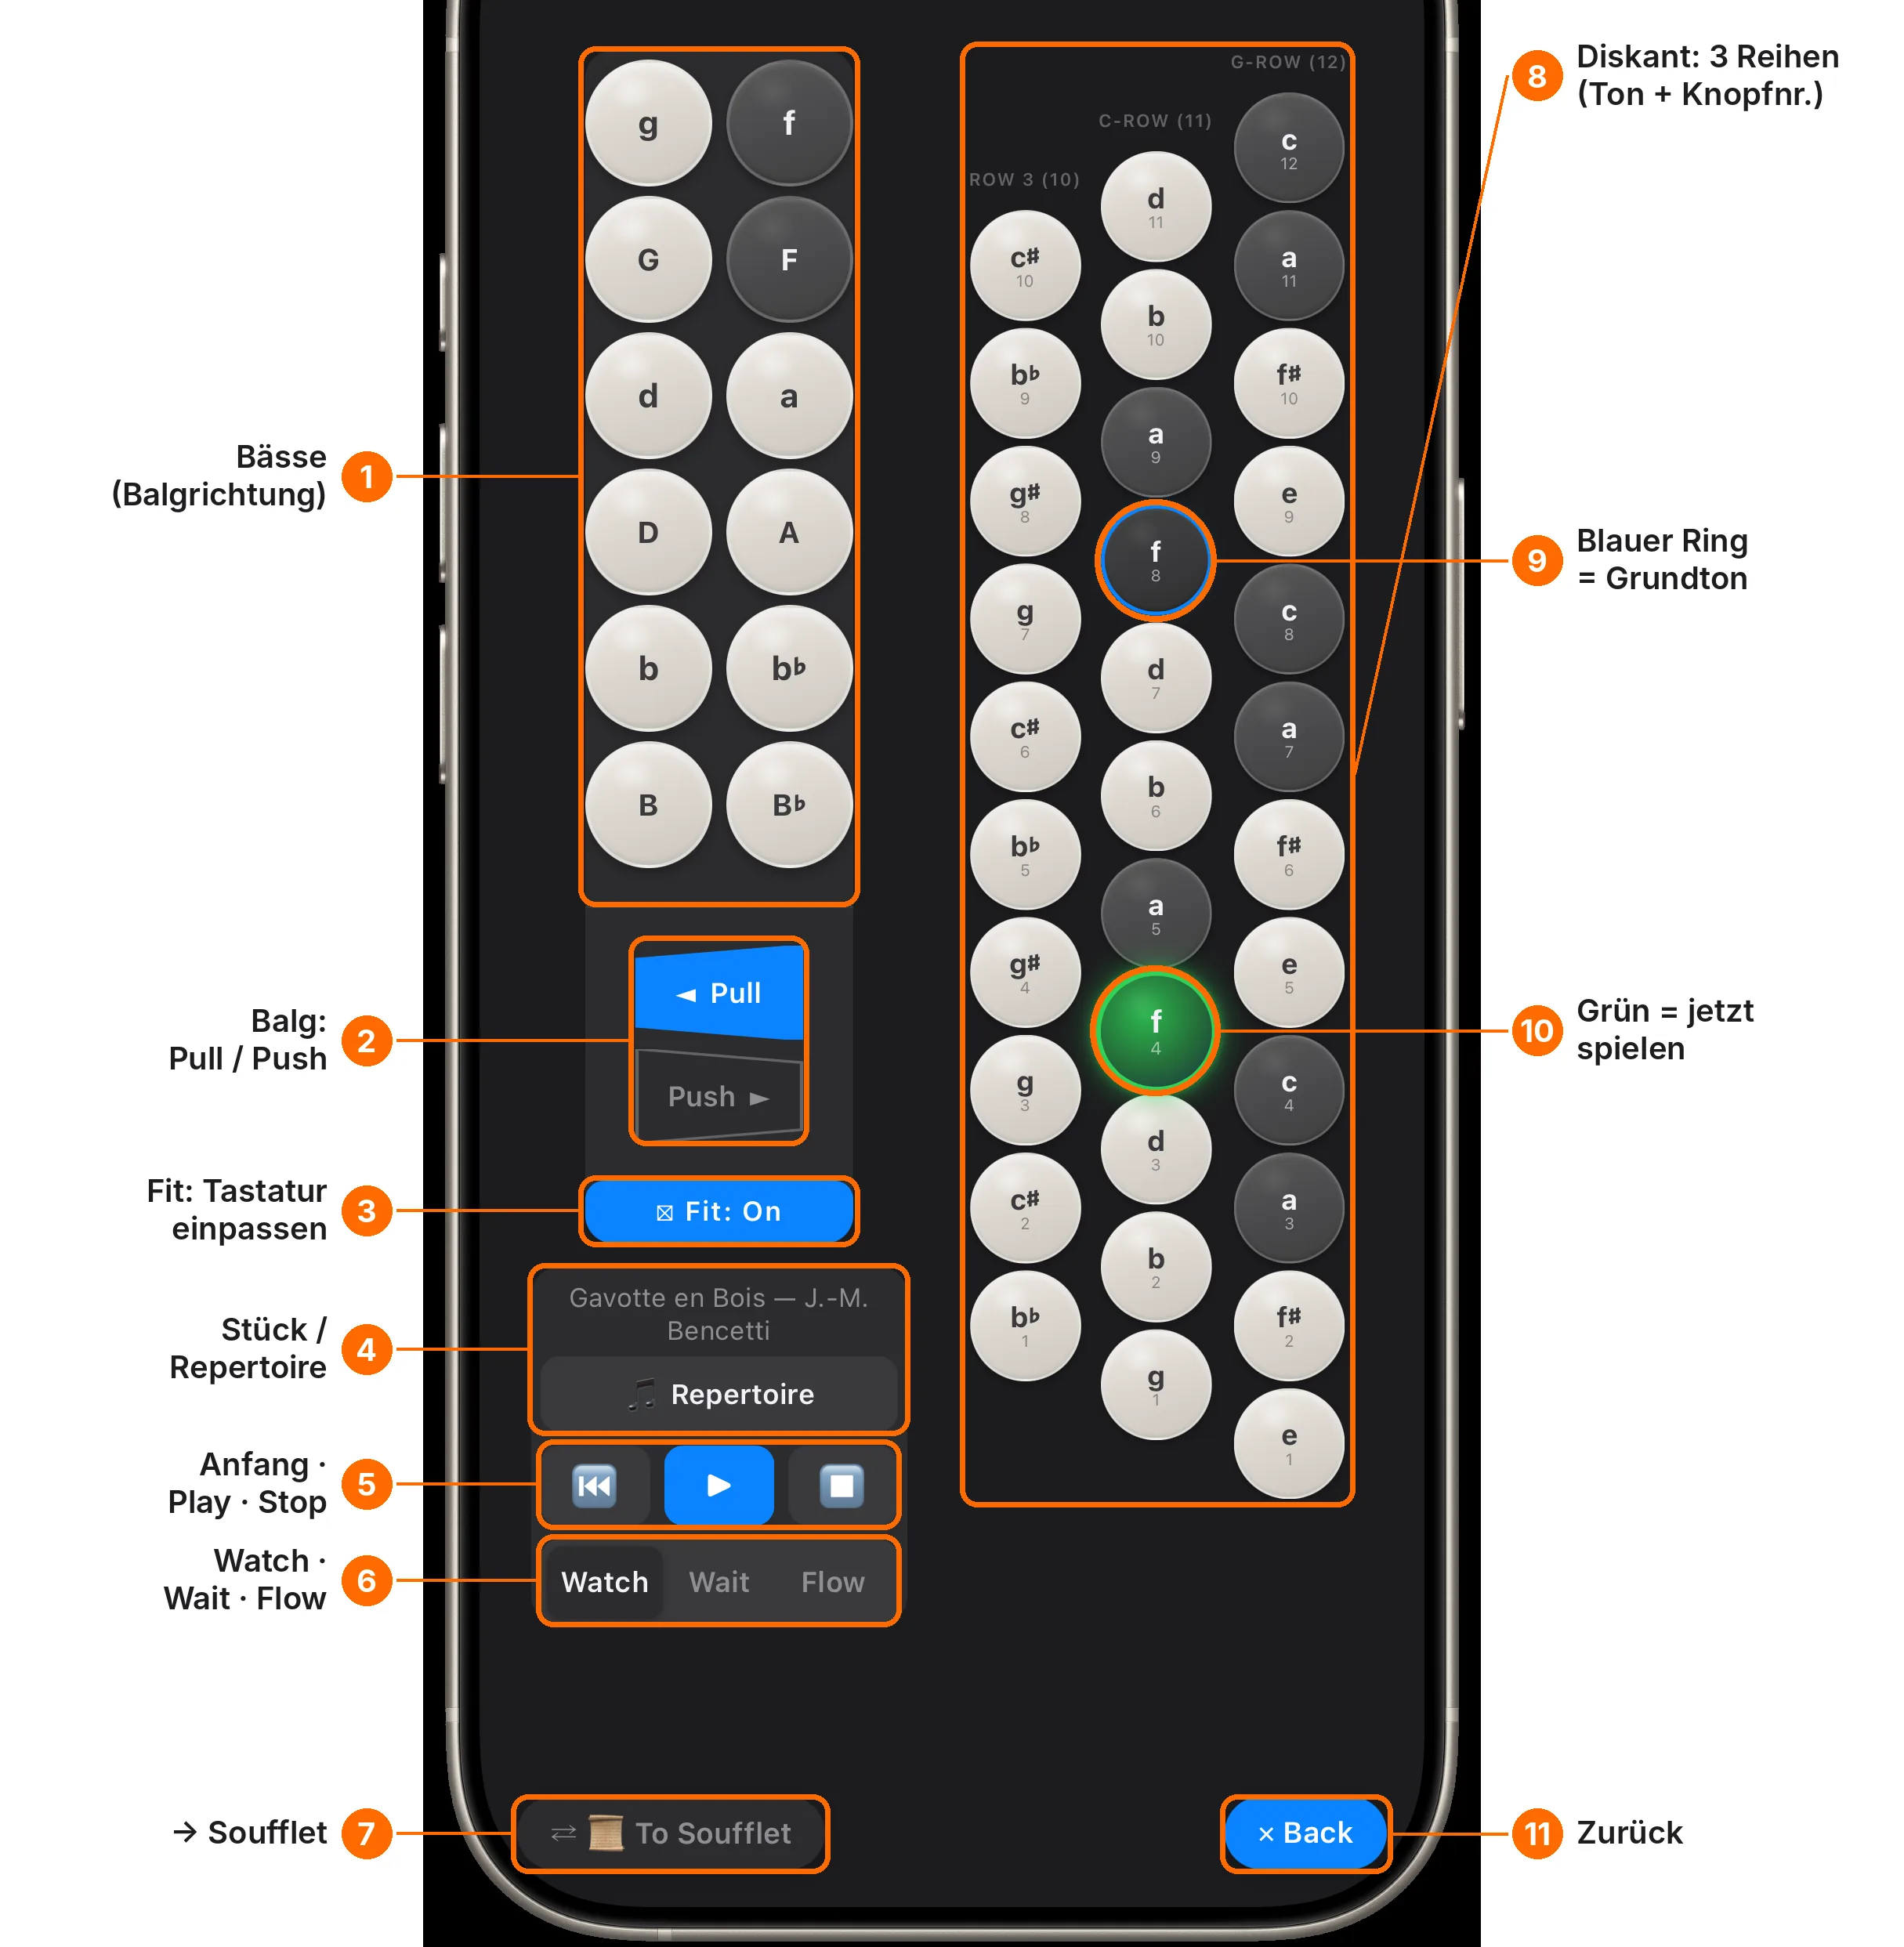 Bässe
(Balgrichtung)
1
Balg:
Pull / Push
2
Fit: Tastatur
einpassen
3
Stück /
Repertoire
4
Anfang ·
Play · Stop
5
Watch ·
Wait · Flow
6
→ Soufflet
7
g f
G F
d a
D A
b b♭
B B♭
◄ Pull
Push ►
Fit: On
Gavotte en Bois — J.-M.
Bencetti
Repertoire
Watch Wait Flow
To Soufflet
ROW 3 (10)
c#
10
b♭
9
g#
8
g
7
c#
6
b♭
5
g#
4
g
3
c#
2
b♭
1
C-ROW (11)
d
11
b
10
a
9
f
8
d
7
b
6
a
5
f
4
d
3
b
2
g
1
G-ROW (12)
c
12
a
11
f#
10
e
9
c
8
a
7
f#
6
e
5
c
4
a
3
f#
2
e
1
× Back
8
Diskant: 3 Reihen
(Ton + Knopfnr.)
9
Blauer Ring
= Grundton
10
Grün = jetzt
spielen
11
Zurück